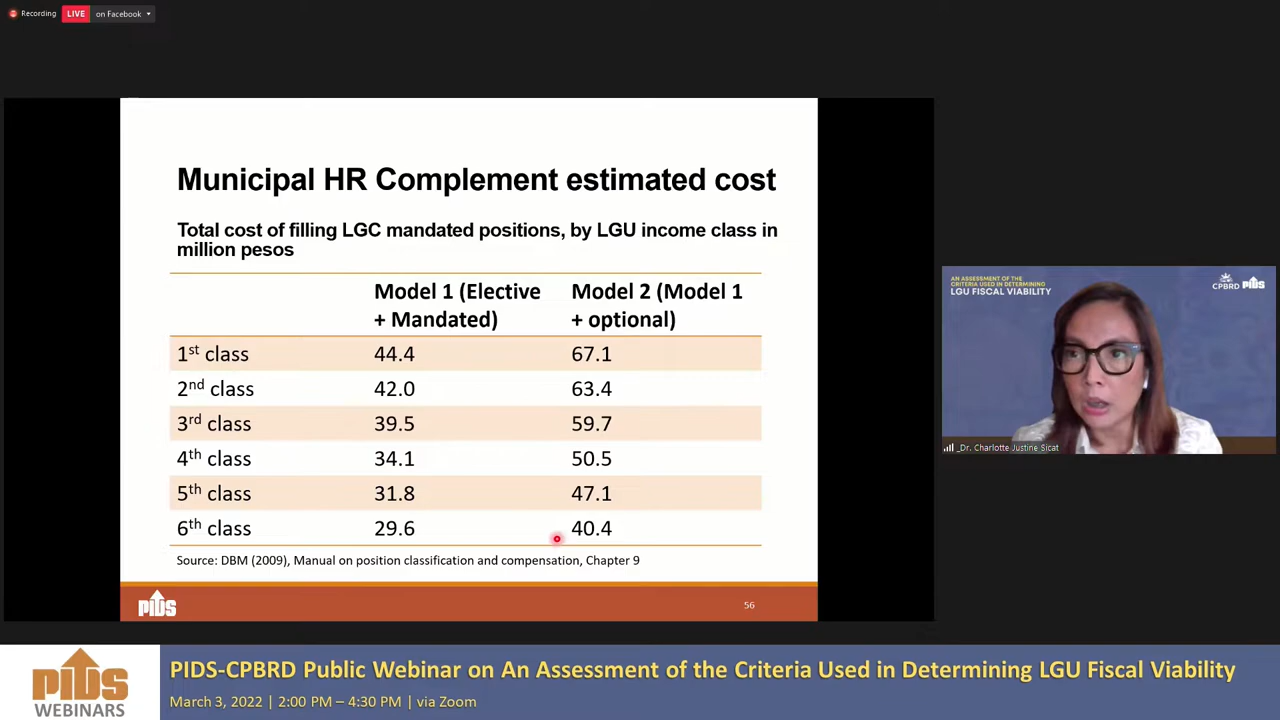 Recording
LIVE
on Facebook
Municipal HR Complement estimated cost
Total cost of filling LGC mandated positions, by LGU income class in
million pesos
Model 1 (Elective
+ Mandated)
Model 2 (Model 1
+ optional)
1st class 44.4 67.1
2nd class 42.0 63.4
3rd class 39.5 59.7
4th class 34.1 50.5
5th class 31.8 47.1
6th class 29.6 40.4
Source: DBM (2009), Manual on position classification and compensation, Chapter 9
PIDS
56
AN ASSESSMENT OF THE
CRITERIA USED IN DETERMINING
LGU FISCAL VIABILITY
CPBRD PIDS
_Dr. Charlotte Justine Sicat
PIDS
WEBINARS
PIDS-CPBRD Public Webinar on An Assessment of the Criteria Used in Determining LGU Fiscal Viability
March 3, 2022 | 2:00 PM – 4:30 PM | via Zoom